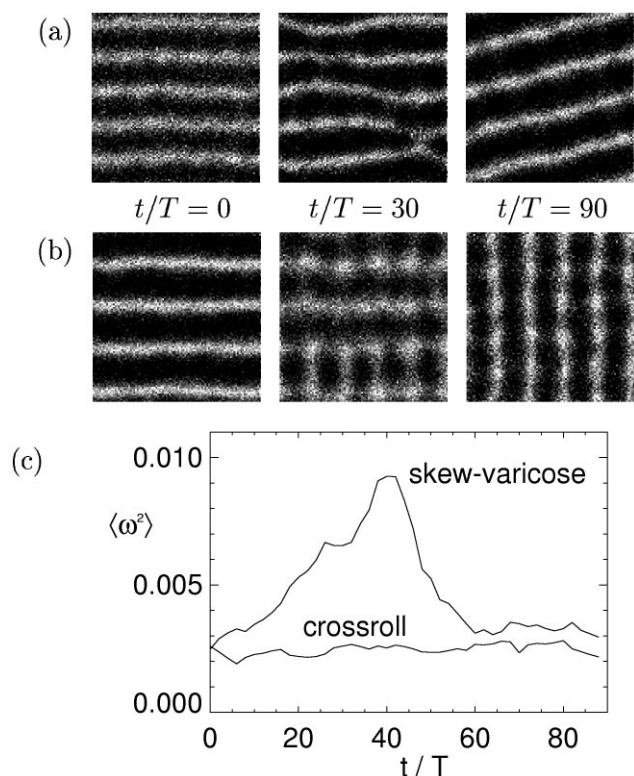 (a)
t/T = 0 t/T = 30 t/T = 90
(b)
(c)
0.010
skew-varicose
⟨ω²⟩
0.005
crossroll
0.000
0 20 40 60 80
t / T